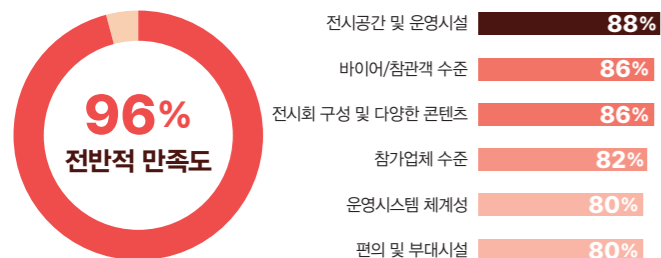 96%
전반적 만족도
전시공간 및 운영시설 88%
바이어/참관객 수준 86%
전시회 구성 및 다양한 콘텐츠 86%
참가업체 수준 82%
운영시스템 체계성 80%
편의 및 부대시설 80%